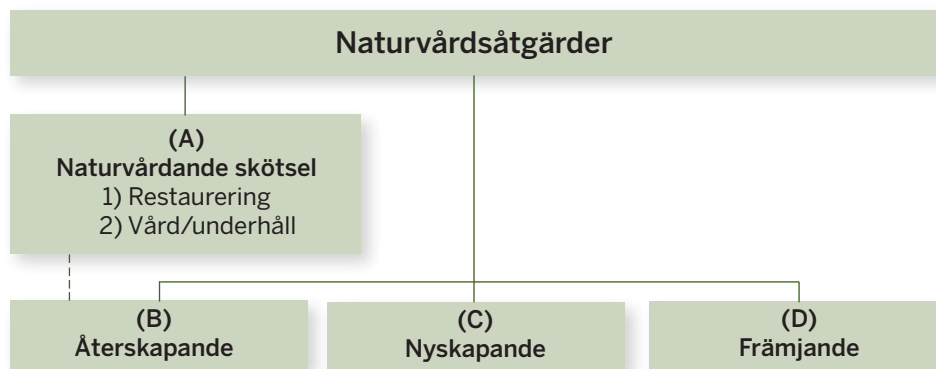 Naturvårdsåtgärder
(A)
Naturvårdande skötsel
1) Restaurering
2) Vård/underhåll
(B)
Återskapande
(C)
Nyskapande
(D)
Främjande